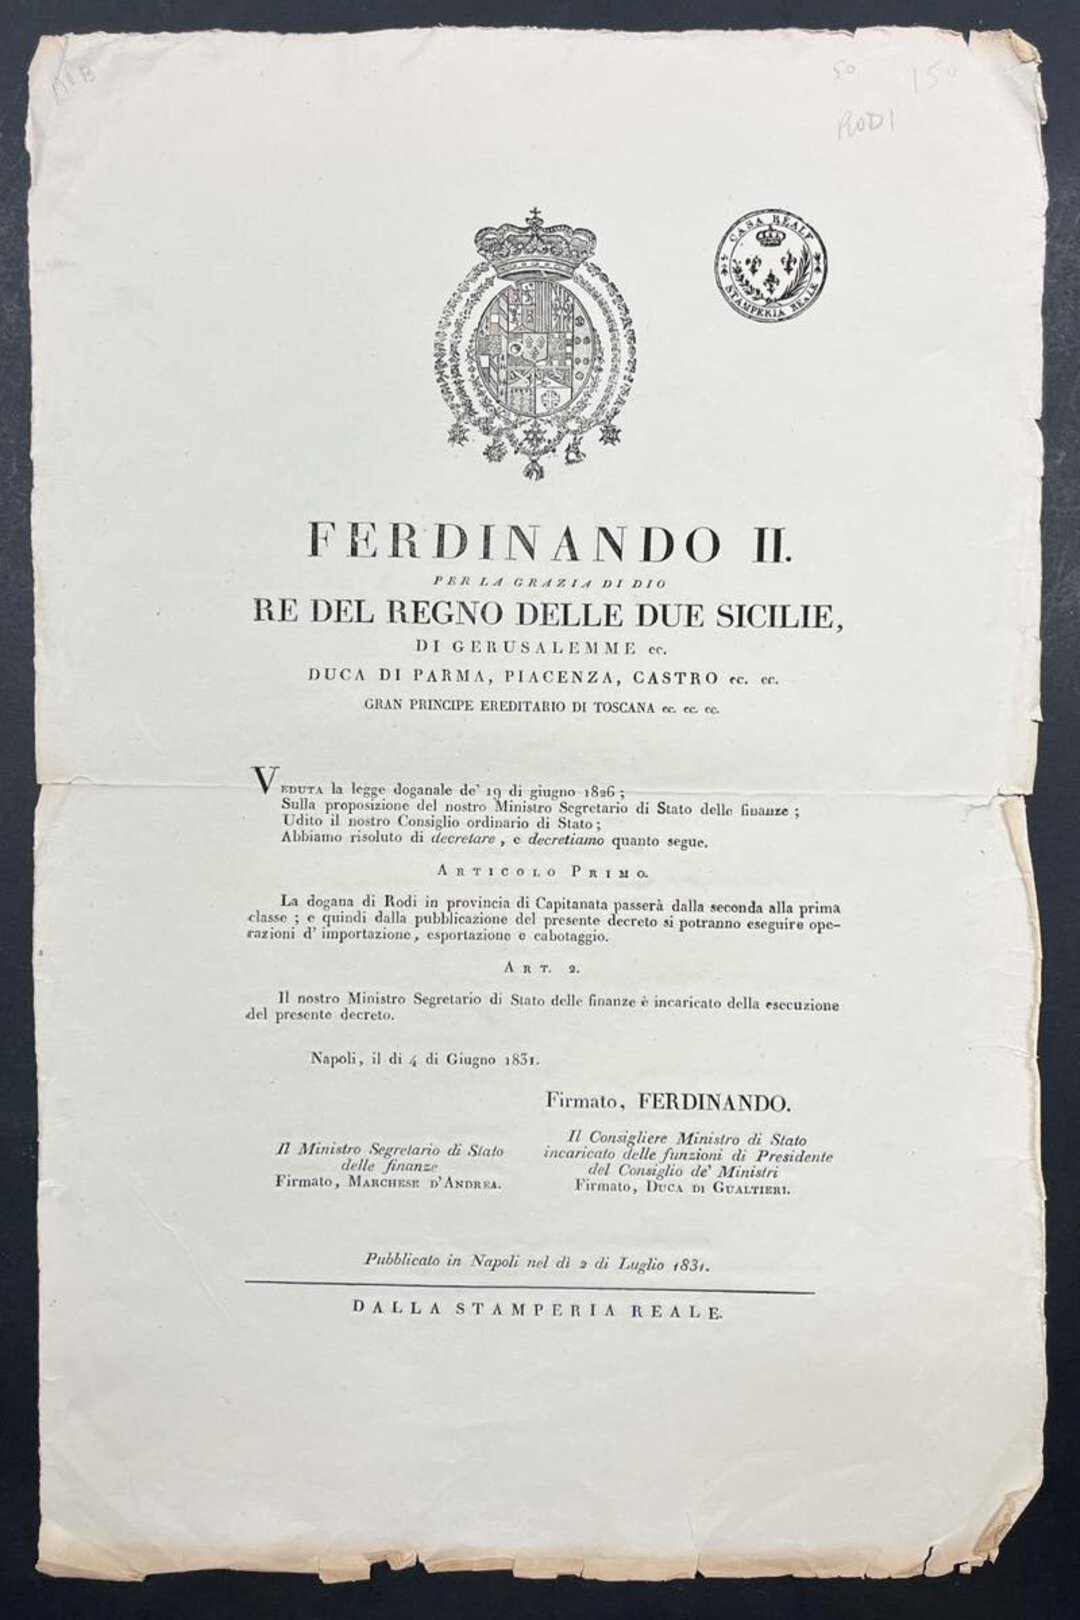 50 150
RODI
CASA REALE
STAMPERIA REALE
FERDINANDO II.
PER LA GRAZIA DI DIO
RE DEL REGNO DELLE DUE SICILIE,
DI GERUSALEMME ec.
DUCA DI PARMA, PIACENZA, CASTRO ec. ec.
GRAN PRINCIPE EREDITARIO DI TOSCANA ec. ec. ec.
VEDUTA la legge doganale de' 19 di giugno 1826 ;
Sulla proposizione del nostro Ministro Segretario di Stato delle finanze ;
Udito il nostro Consiglio ordinario di Stato ;
Abbiamo risoluto di decretare , e decretiamo quanto segue.
ARTICOLO PRIMO.
La dogana di Rodi in provincia di Capitanata passerà dalla seconda alla prima
classe ; e quindi dalla pubblicazione del presente decreto si potranno eseguire ope-
razioni d' importazione, esportazione e cabotaggio.
ART. 2.
Il nostro Ministro Segretario di Stato delle finanze è incaricato della esecuzione
del presente decreto.
Napoli, il dì 4 di Giugno 1831.
Firmato, FERDINANDO.
Il Ministro Segretario di Stato
delle finanze
Firmato, MARCHESE D'ANDREA.
Il Consigliere Ministro di Stato
incaricato delle funzioni di Presidente
del Consiglio de' Ministri
Firmato, DUCA DI GUALTIERI.
Pubblicato in Napoli nel dì 2 di Luglio 1831.
DALLA STAMPERIA REALE.